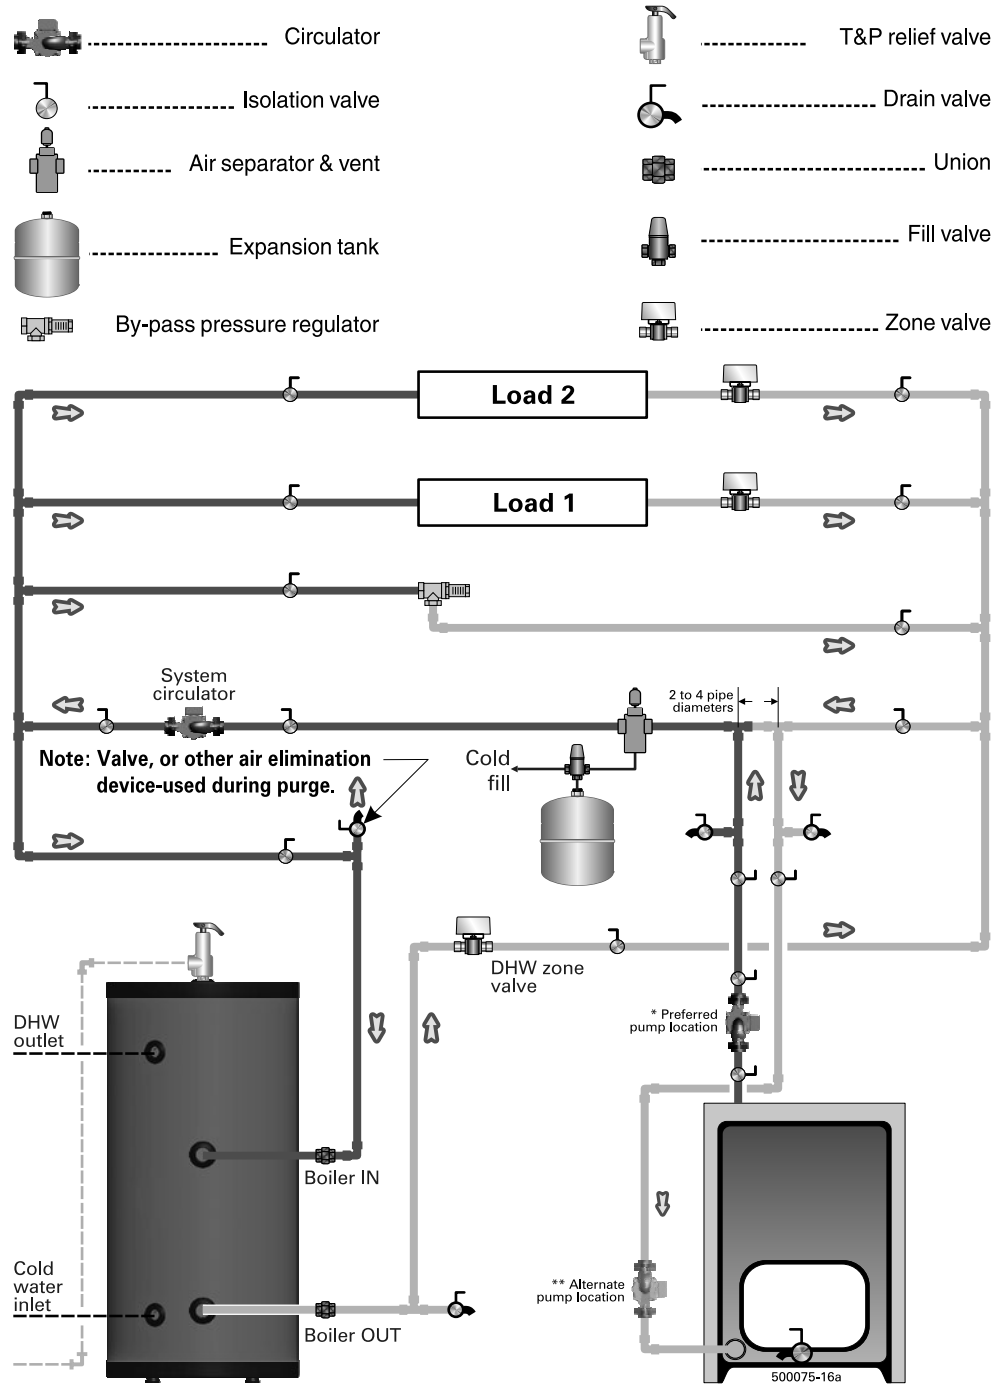 Circulator
Isolation valve
Air separator & vent
Expansion tank
By-pass pressure regulator
T&P relief valve
Drain valve
Union
Fill valve
Zone valve
Load 2
Load 1
System
circulator
2 to 4 pipe
diameters
Note: Valve, or other air elimination
device-used during purge.
Cold
fill
DHW zone
valve
DHW
outlet
* Preferred
pump location
Boiler IN
Cold
water
inlet
** Alternate
pump location
Boiler OUT
500075-16a